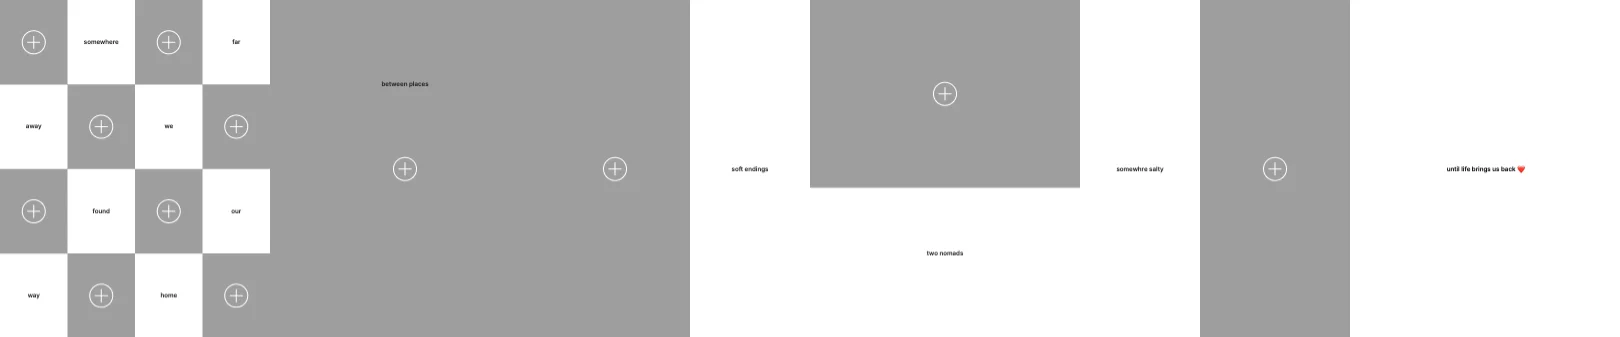 somewhere
far
away
we
found
our
way
home
between places
soft endings
two nomads
somewhre salty
until life brings us back ❤️